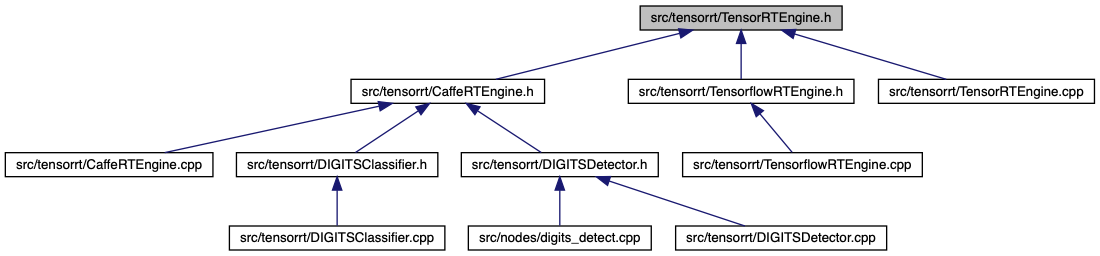 src/tensorrt/TensorRTEngine.h
src/tensorrt/CaffeRTEngine.h
src/tensorrt/TensorflowRTEngine.h
src/tensorrt/TensorRTEngine.cpp
src/tensorrt/CaffeRTEngine.cpp
src/tensorrt/DIGITSClassifier.h
src/tensorrt/DIGITSDetector.h
src/tensorrt/TensorflowRTEngine.cpp
src/tensorrt/DIGITSClassifier.cpp
src/nodes/digits_detect.cpp
src/tensorrt/DIGITSDetector.cpp